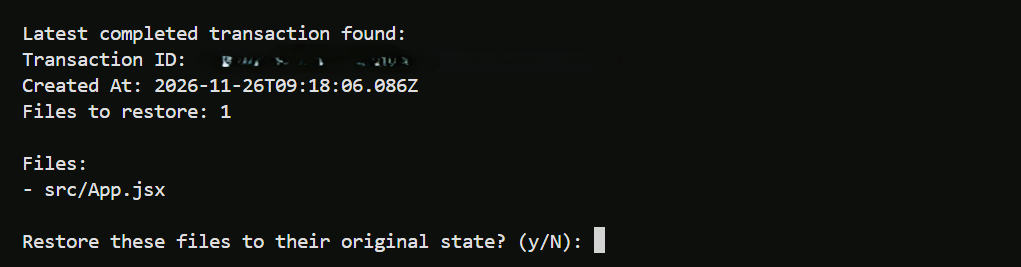 Latest completed transaction found:
Transaction ID:
Created At: 2026-11-26T09:18:06.086Z
Files to restore: 1
Files:
- src/App.jsx
Restore these files to their original state? (y/N):